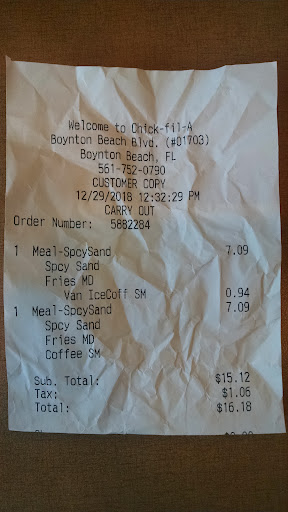 Welcome to Chick-fil-A
Boynton Beach Blvd. (#01703)
Boynton Beach, FL
561-752-0790
CUSTOMER COPY
12/29/2018 12:32:29 PM
CARRY OUT
Order Number: 5882284
1 Meal-SpcySand 7.09
Spcy Sand
Fries MD
Van IceCoff SM 0.94
1 Meal-SpcySand 7.09
Spcy Sand
Fries MD
Coffee SM
Sub. Total: $15.12
Tax: $1.06
Total: $16.18